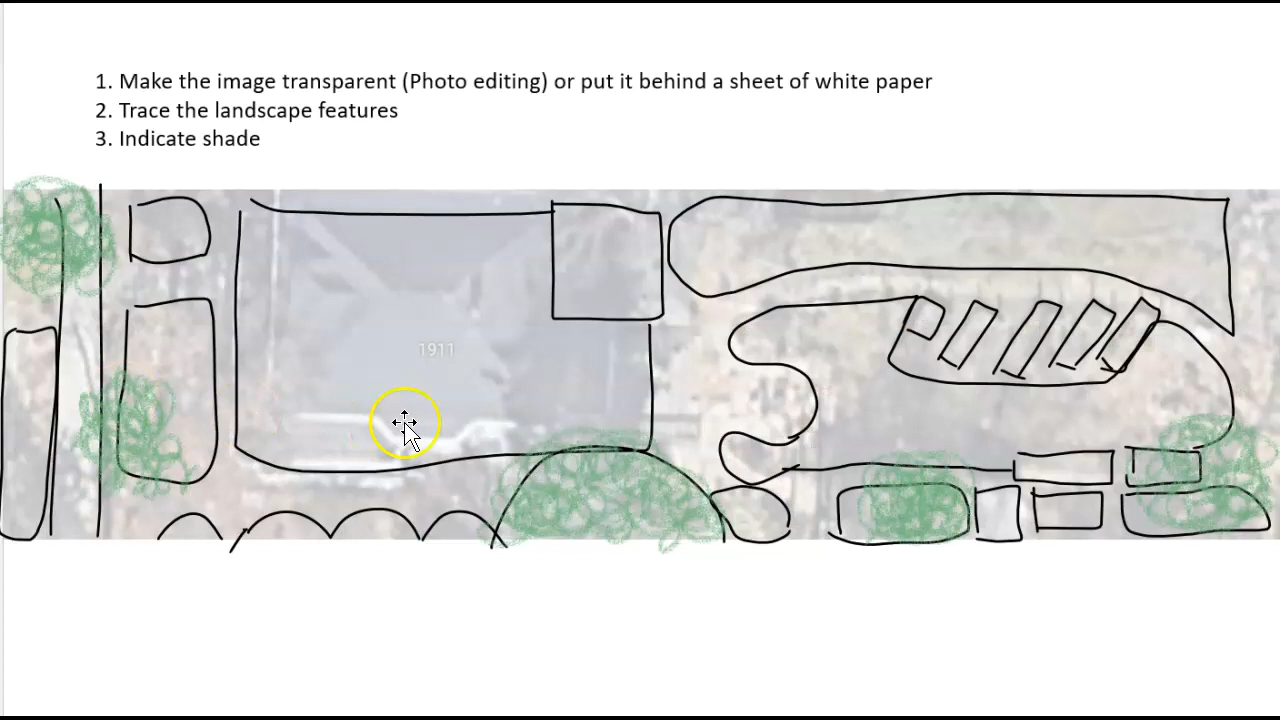 1. Make the image transparent (Photo editing) or put it behind a sheet of white paper
2. Trace the landscape features
3. Indicate shade
1911